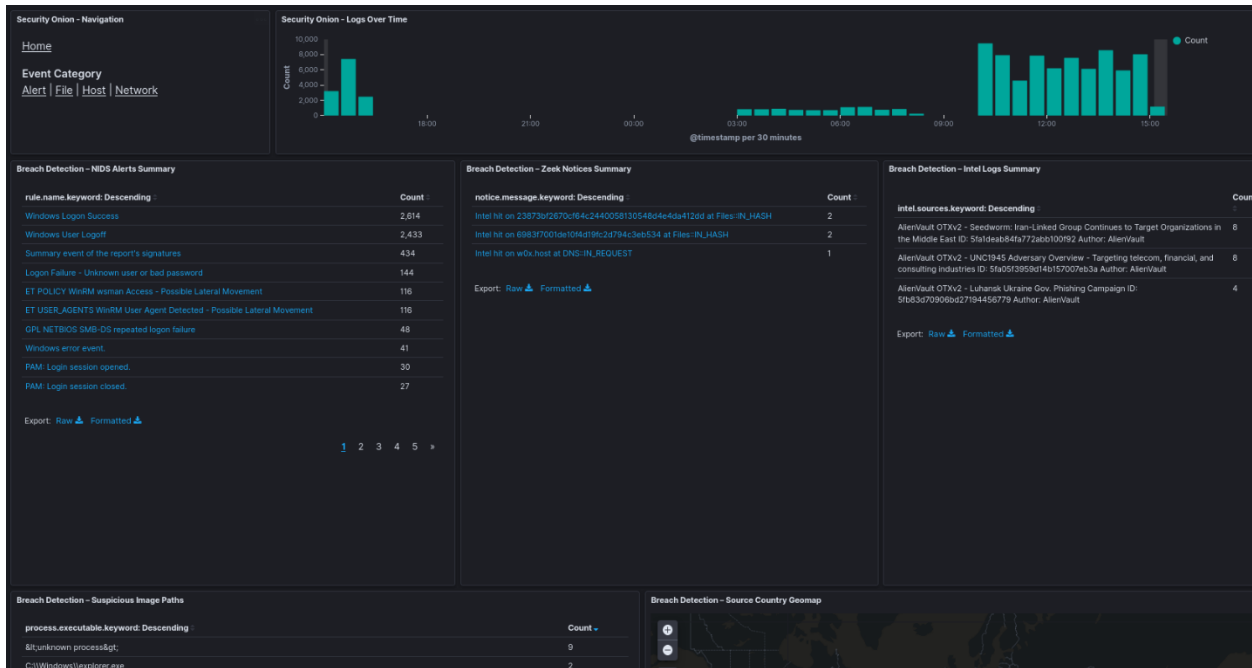 Security Onion - Navigation
Home
Event Category
Alert | File | Host | Network
Security Onion - Logs Over Time
10,000
8,000
6,000
4,000
2,000
0
Count
18:00
21:00
00:00
03:00
06:00
09:00
12:00
15:00
@timestamp per 30 minutes
Count
Breach Detection – NIDS Alerts Summary
rule.name.keyword: Descending Count
Windows Logon Success 2,614
Windows User Logoff 2,433
Summary event of the report's signatures 434
Logon Failure - Unknown user or bad password 144
ET POLICY WinRM wsman Access - Possible Lateral Movement 116
ET USER_AGENTS WinRM User Agent Detected - Possible Lateral Movement 116
GPL NETBIOS SMB-DS repeated logon failure 48
Windows error event. 41
PAM: Login session opened. 30
PAM: Login session closed. 27
Export: Raw Formatted
1 2 3 4 5 »
Breach Detection – Zeek Notices Summary
notice.message.keyword: Descending Count
Intel hit on 23873bf2670cf64c2440058130548d4e4da412dd at Files::IN_HASH 2
Intel hit on 6983f7001de10f4d19fc2d794c3eb534 at Files::IN_HASH 2
Intel hit on w0x.host at DNS::IN_REQUEST 1
Export: Raw Formatted
Breach Detection – Intel Logs Summary
intel.sources.keyword: Descending Count
AlienVault OTXv2 - Seedworm: Iran-Linked Group Continues to Target Organizations in 8
the Middle East ID: 5fa1deab84fa772abb100f92 Author: AlienVault
AlienVault OTXv2 - UNC1945 Adversary Overview - Targeting telecom, financial, and 8
consulting industries ID: 5fa05f3959d14b157007eb3a Author: AlienVault
AlienVault OTXv2 - Luhansk Ukraine Gov. Phishing Campaign ID: 4
5fb83d70906bd27194456779 Author: AlienVault
Export: Raw Formatted
Breach Detection – Suspicious Image Paths
process.executable.keyword: Descending Count
&lt;unknown process&gt; 9
C:\\Windows\\explorer.exe 2
Breach Detection – Source Country Geomap